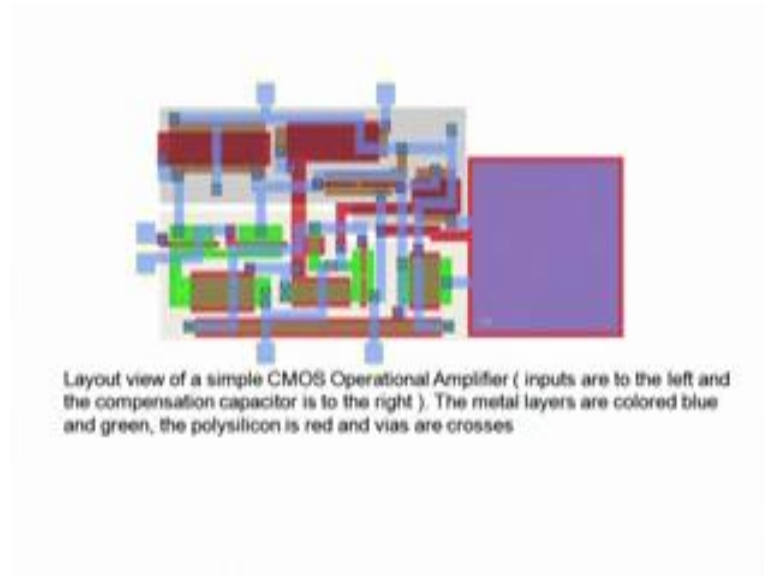 Layout view of a simple CMOS Operational Amplifier ( inputs are to the left and
the compensation capacitor is to the right ). The metal layers are colored blue
and green, the polysilicon is red and vias are crosses